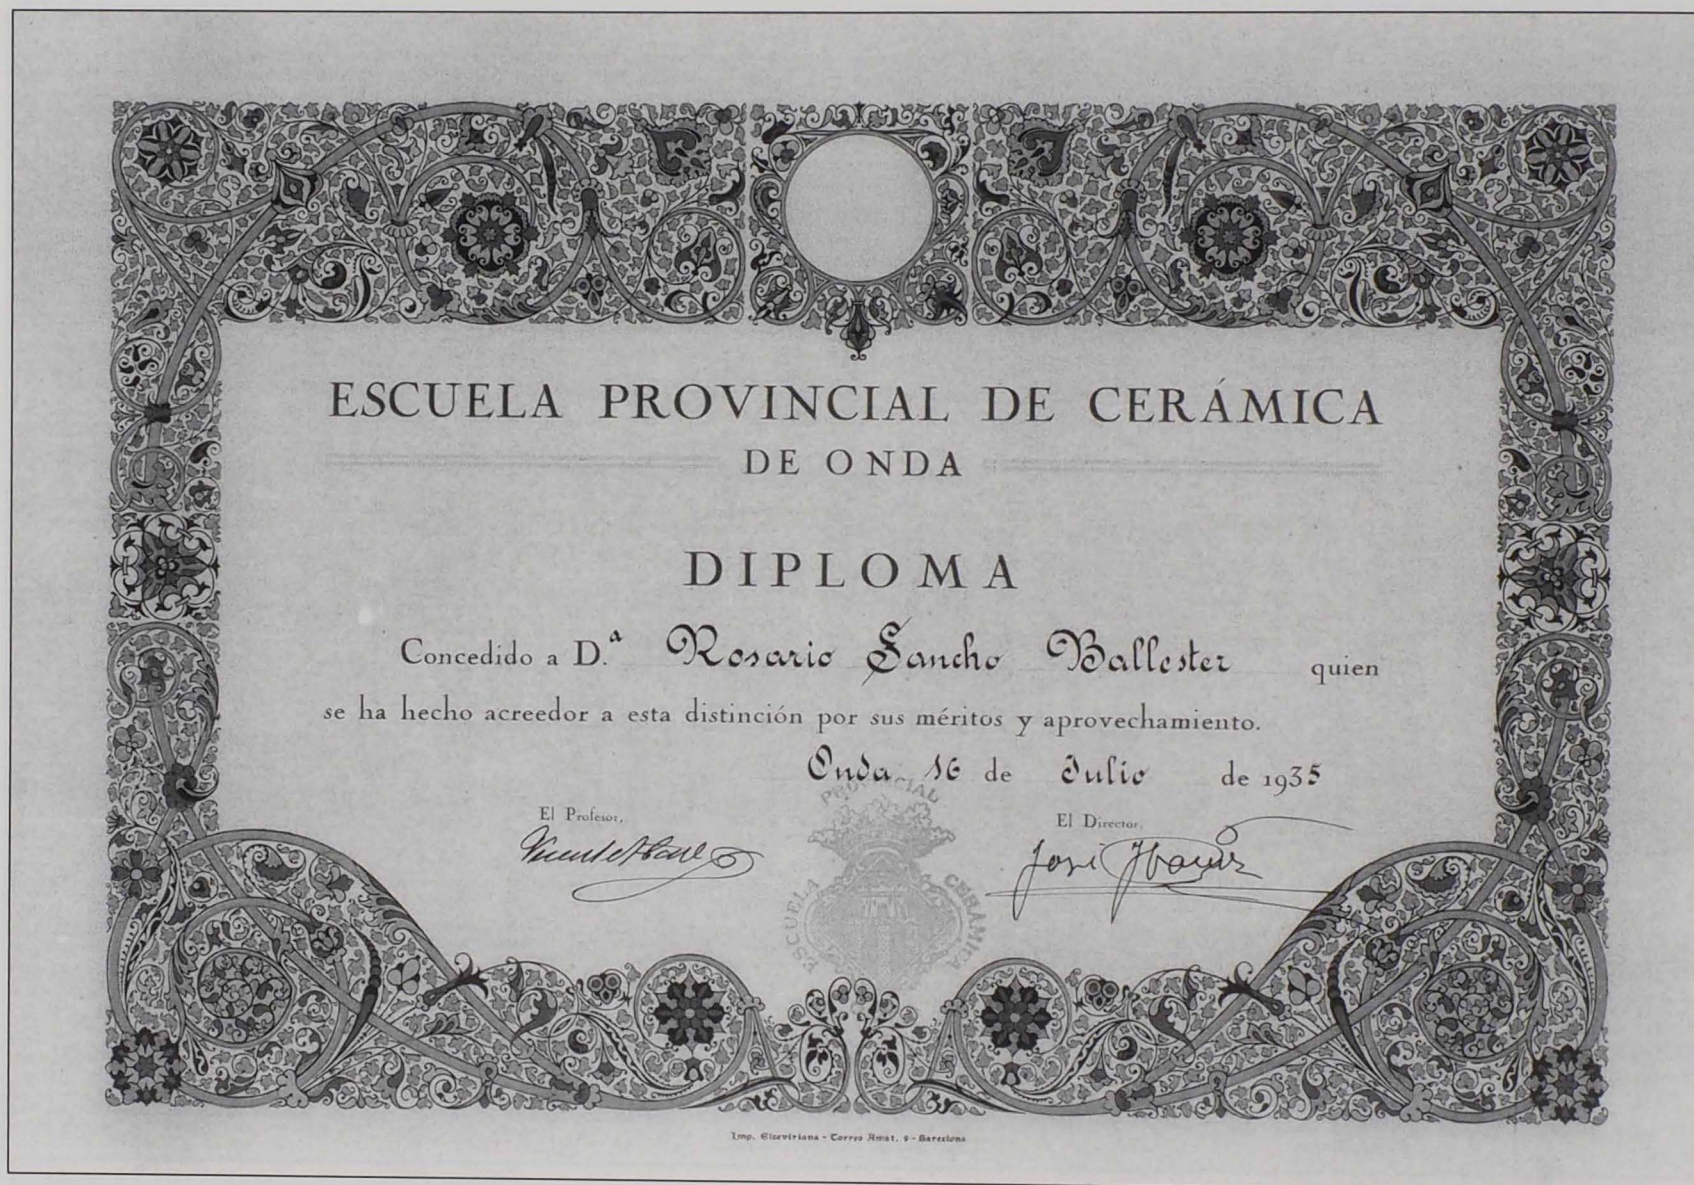 ESCUELA PROVINCIAL DE CERÁMICA
DE ONDA
DIPLOMA
Concedido a D.ª Rosario Sancho Ballester quien
se ha hecho acreedor a esta distinción por sus méritos y aprovechamiento.
Onda 16 de Julio de 1935
El Profesor,
El Director,
Vicente
José
ESCUELA PROVINCIAL CERÁMICA
Imp. Elzeviriana - Torres Amat, 9 - Barcelona